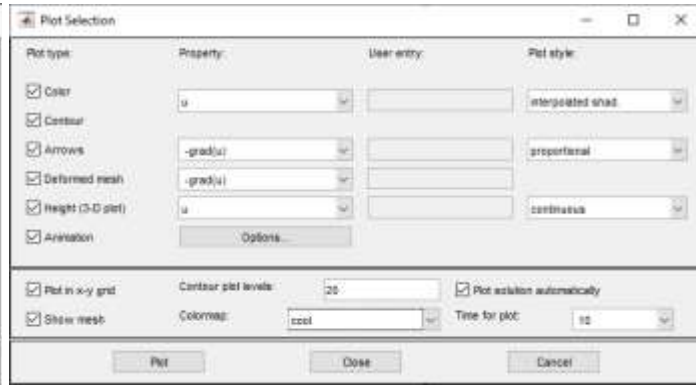 Plot Selection
Plot type: Property: User entry: Plot style:
Color u interpolated shad.
Contour
Arrows -grad(u) proportional
Deformed mesh -grad(u)
Height (3-D plot) u continuous
Animation Options...
Plot in x-y grid Contour plot levels: 20 Plot solution automatically
Show mesh Colormap: cool Time for plot: 10
Plot Close Cancel